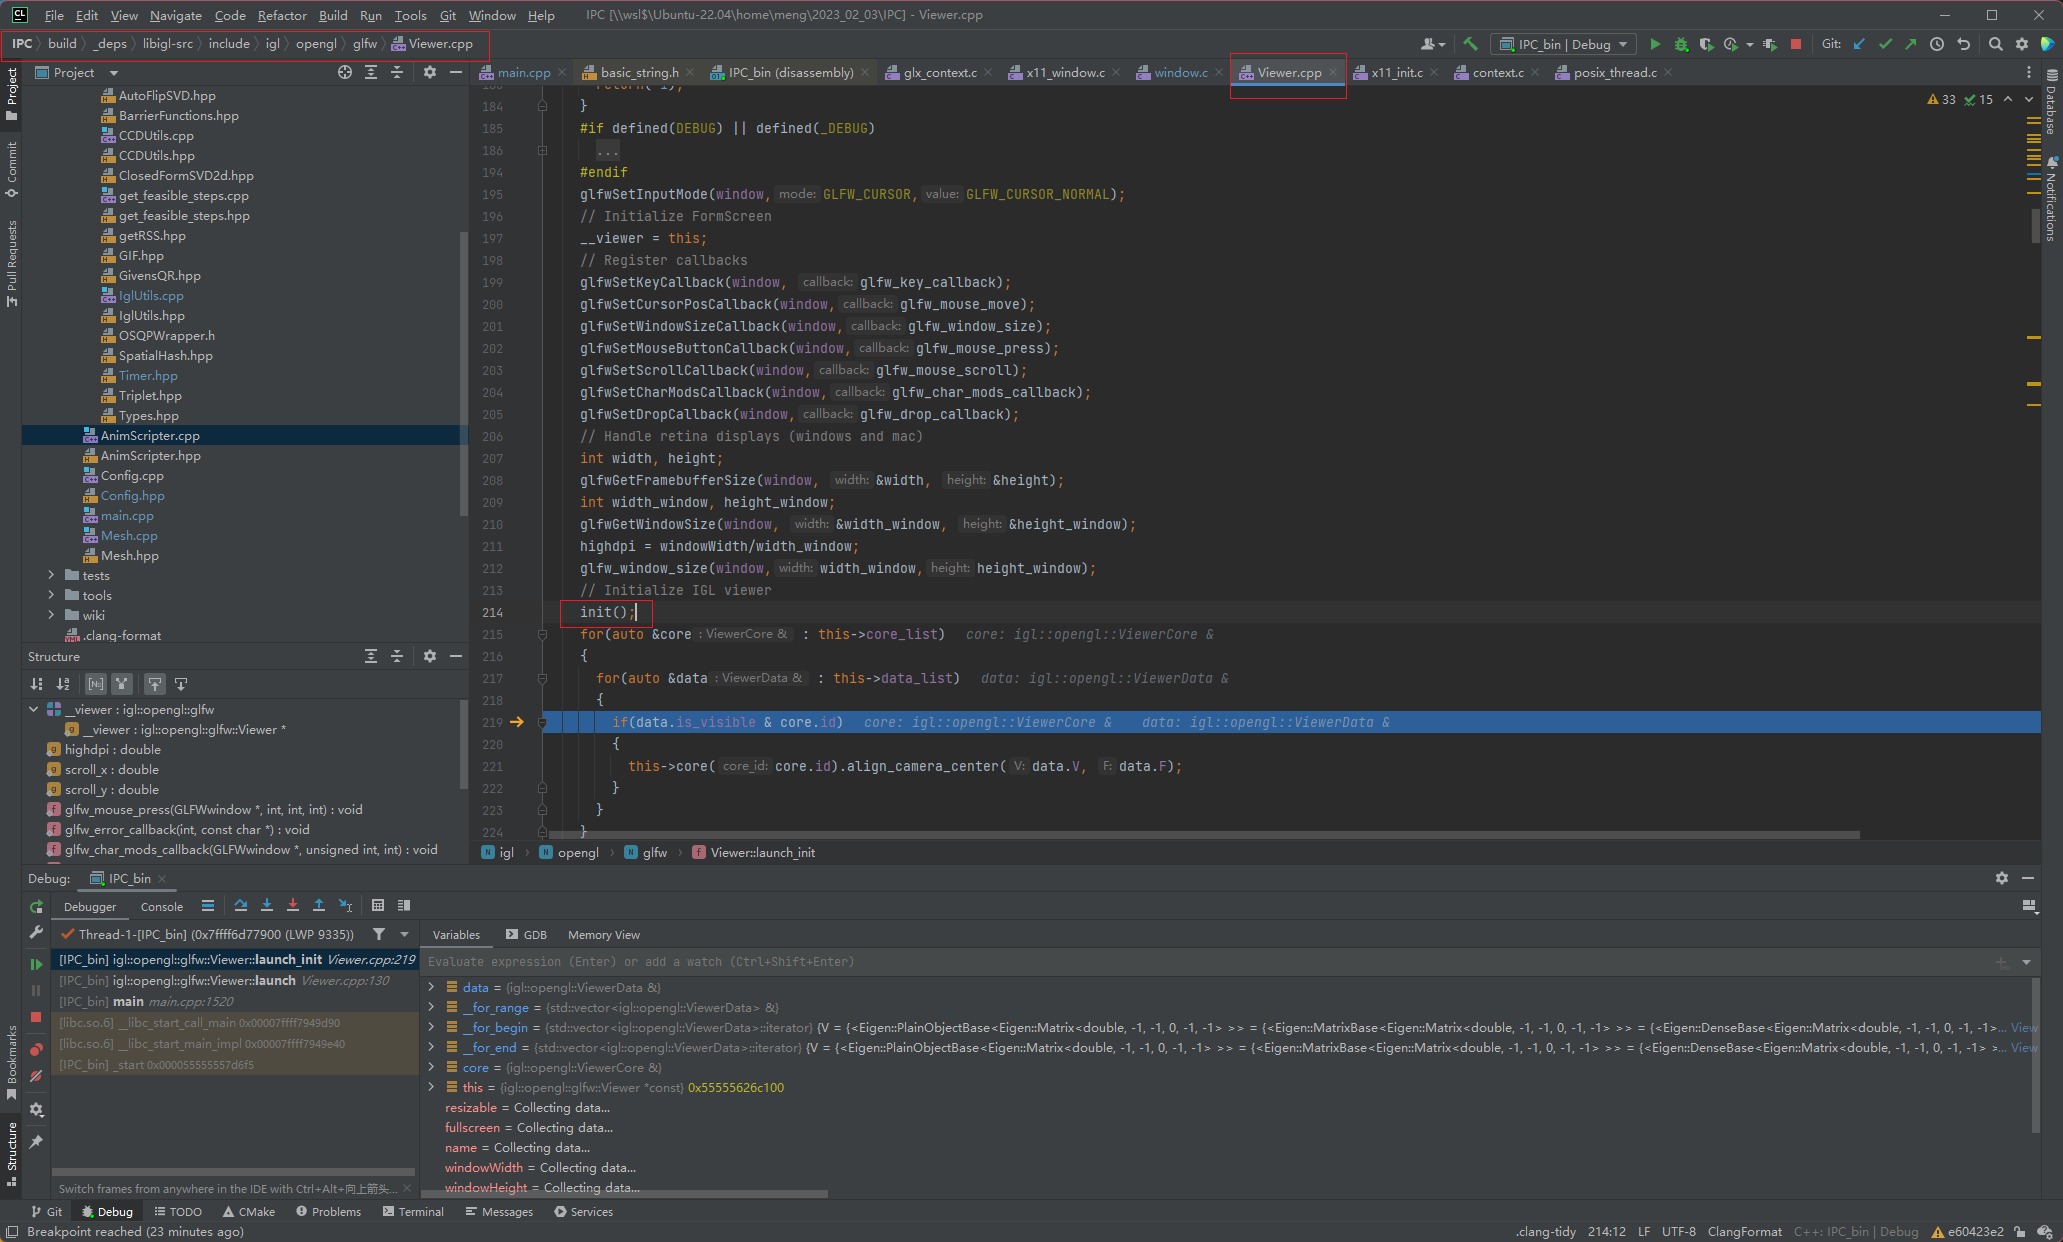 File Edit View Navigate Code Refactor Build Run Tools Git Window Help IPC [\\wsl$\Ubuntu-22.04\home\meng\2023_02_03\IPC] - Viewer.cpp
IPC build _deps libigl-src include igl opengl glfw Viewer.cpp IPC_bin | Debug Git:
Project main.cpp basic_string.h IPC_bin (disassembly) glx_context.c x11_window.c window.c Viewer.cpp x11_init.c context.c posix_thread.c
Project
Commit
Pull Requests
Bookmarks
Structure
Database
Notifications
AutoFlipSVD.hpp
BarrierFunctions.hpp
CCDUtils.cpp
CCDUtils.hpp
ClosedFormSVD2d.hpp
get_feasible_steps.cpp
get_feasible_steps.hpp
getRSS.hpp
GIF.hpp
GivensQR.hpp
IglUtils.cpp
IglUtils.hpp
OSQPWrapper.h
SpatialHash.hpp
Timer.hpp
Triplet.hpp
Types.hpp
AnimScripter.cpp
AnimScripter.hpp
Config.cpp
Config.hpp
main.cpp
Mesh.cpp
Mesh.hpp
tests
tools
wiki
.clang-format
33 15
184 }
185 #if defined(DEBUG) || defined(_DEBUG)
186 ...
194 #endif
195 glfwSetInputMode(window, mode: GLFW_CURSOR, value: GLFW_CURSOR_NORMAL);
196 // Initialize FormScreen
197 __viewer = this;
198 // Register callbacks
199 glfwSetKeyCallback(window, callback: glfw_key_callback);
200 glfwSetCursorPosCallback(window, callback: glfw_mouse_move);
201 glfwSetWindowSizeCallback(window, callback: glfw_window_size);
202 glfwSetMouseButtonCallback(window, callback: glfw_mouse_press);
203 glfwSetScrollCallback(window, callback: glfw_mouse_scroll);
204 glfwSetCharModsCallback(window, callback: glfw_char_mods_callback);
205 glfwSetDropCallback(window, callback: glfw_drop_callback);
206 // Handle retina displays (windows and mac)
207 int width, height;
208 glfwGetFramebufferSize(window, width: &width, height: &height);
209 int width_window, height_window;
210 glfwGetWindowSize(window, width: &width_window, height: &height_window);
211 highdpi = windowWidth/width_window;
212 glfw_window_size(window, width: width_window, height: height_window);
213 // Initialize IGL viewer
214 init();
215 for(auto &core : ViewerCore & : this->core_list) core: igl::opengl::ViewerCore &
216 {
217 for(auto &data : ViewerData & : this->data_list) data: igl::opengl::ViewerData &
218 {
219 if(data.is_visible & core.id) core: igl::opengl::ViewerCore & data: igl::opengl::ViewerData &
220 {
221 this->core( core_id: core.id).align_camera_center( V: data.V, F: data.F);
222 }
223 }
224 }
igl opengl glfw Viewer::launch_init
Structure
__viewer : igl::opengl::glfw
__viewer : igl::opengl::glfw::Viewer *
highdpi : double
scroll_x : double
scroll_y : double
glfw_mouse_press(GLFWwindow *, int, int, int) : void
glfw_error_callback(int, const char *) : void
glfw_char_mods_callback(GLFWwindow *, unsigned int, int) : void
Debug: IPC_bin
Debugger Console
Thread-1-[IPC_bin] (0x7ffff6d77900 (LWP 9335))
[IPC_bin] igl::opengl::glfw::Viewer::launch_init Viewer.cpp:219
[IPC_bin] igl::opengl::glfw::Viewer::launch Viewer.cpp:130
[IPC_bin] main main.cpp:1520
[libc.so.6] __libc_start_call_main 0x00007ffff7949d90
[libc.so.6] __libc_start_main_impl 0x00007ffff7949e40
[IPC_bin] _start 0x000055555557d6f5
Switch frames from anywhere in the IDE with Ctrl+Alt+向上箭头...
Variables GDB Memory View
Evaluate expression (Enter) or add a watch (Ctrl+Shift+Enter)
data = {igl::opengl::ViewerData &}
__for_range = {std::vector<igl::opengl::ViewerData> &}
__for_begin = {std::vector<igl::opengl::ViewerData>::iterator} {V = {<Eigen::PlainObjectBase<Eigen::Matrix<double, -1, -1, 0, -1, -1> >> = {<Eigen::MatrixBase<Eigen::Matrix<double, -1, -1, 0, -1, -1> >> = {<Eigen::DenseBase<Eigen::Matrix<double, -1, -1, 0, -1, -1>... View
__for_end = {std::vector<igl::opengl::ViewerData>::iterator} {V = {<Eigen::PlainObjectBase<Eigen::Matrix<double, -1, -1, 0, -1, -1> >> = {<Eigen::MatrixBase<Eigen::Matrix<double, -1, -1, 0, -1, -1> >> = {<Eigen::DenseBase<Eigen::Matrix<double, -1, -1, 0, -1, -1> >... View
core = {igl::opengl::ViewerCore &}
this = {igl::opengl::glfw::Viewer *const} 0x55555626c100
resizable = Collecting data...
fullscreen = Collecting data...
name = Collecting data...
windowWidth = Collecting data...
windowHeight = Collecting data...
Git Debug TODO CMake Problems Terminal Messages Services
Breakpoint reached (23 minutes ago) .clang-tidy 214:12 LF UTF-8 ClangFormat C++: IPC_bin | Debug e60423e2